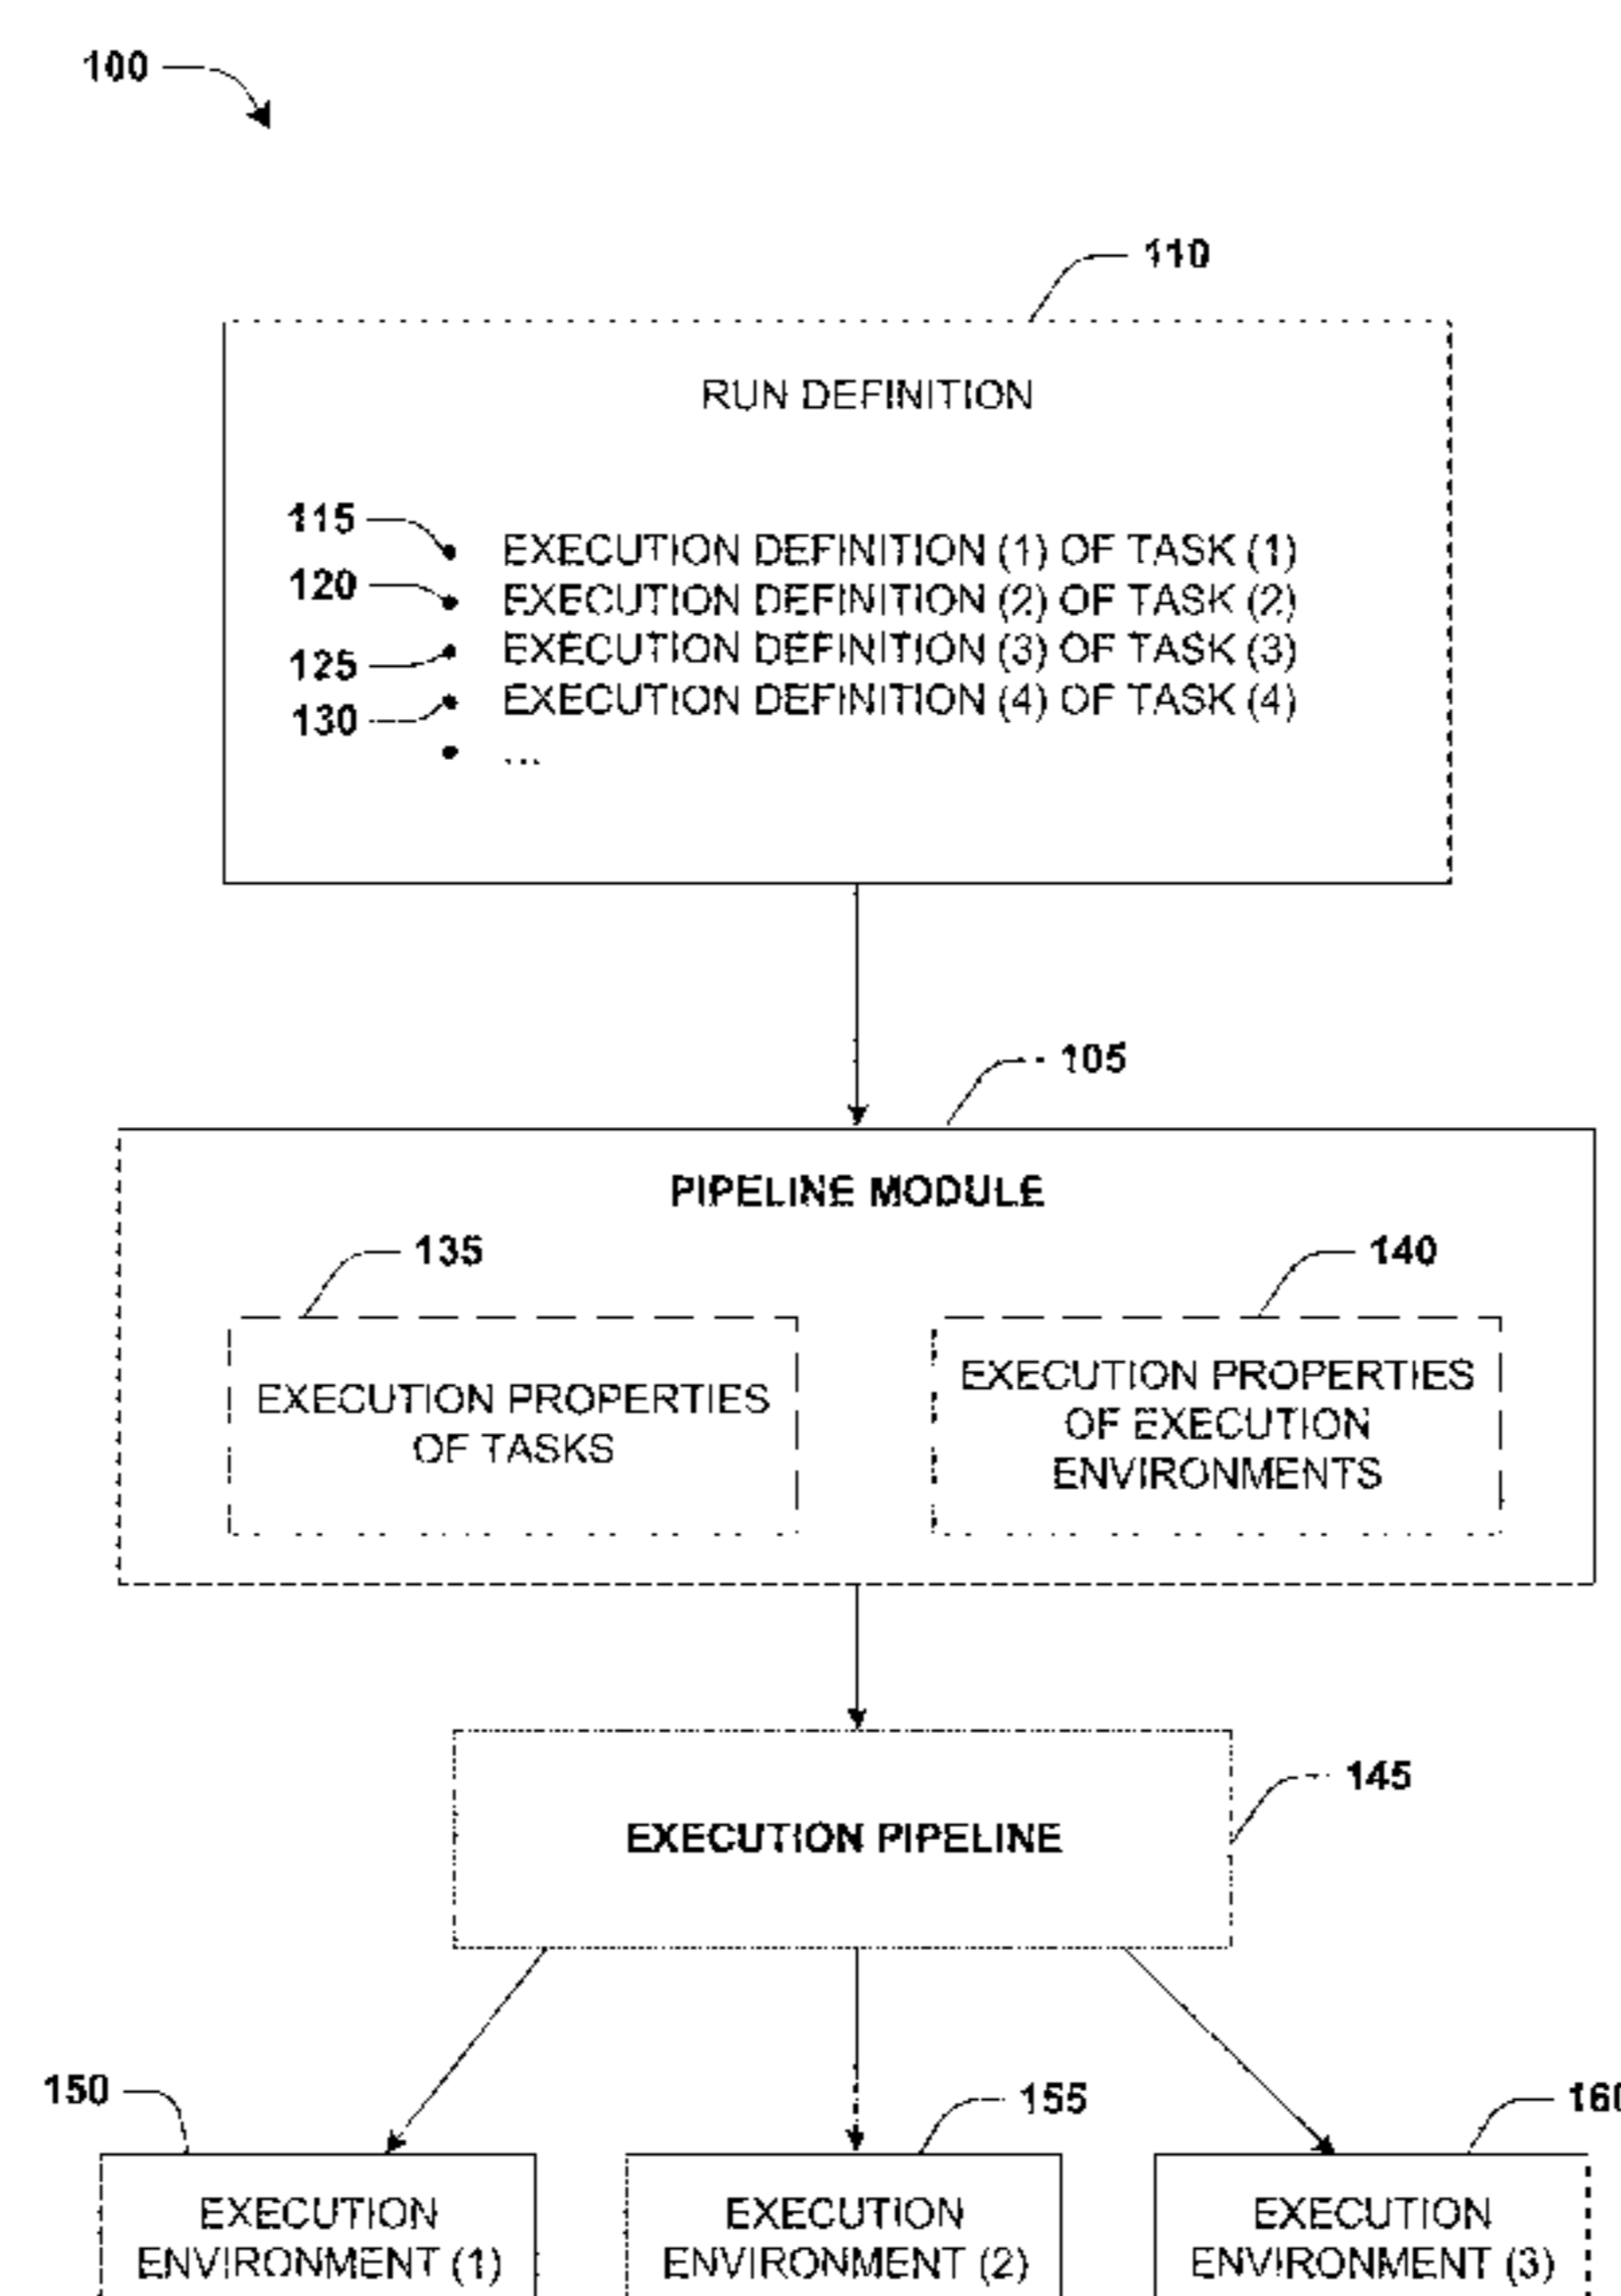 100
110
RUN DEFINITION
115
EXECUTION DEFINITION (1) OF TASK (1)
120
EXECUTION DEFINITION (2) OF TASK (2)
125
EXECUTION DEFINITION (3) OF TASK (3)
130
EXECUTION DEFINITION (4) OF TASK (4)
...
105
PIPELINE MODULE
135
140
EXECUTION PROPERTIES
OF TASKS
EXECUTION PROPERTIES
OF EXECUTION
ENVIRONMENTS
145
EXECUTION PIPELINE
150
155
160
EXECUTION
ENVIRONMENT (1)
EXECUTION
ENVIRONMENT (2)
EXECUTION
ENVIRONMENT (3)